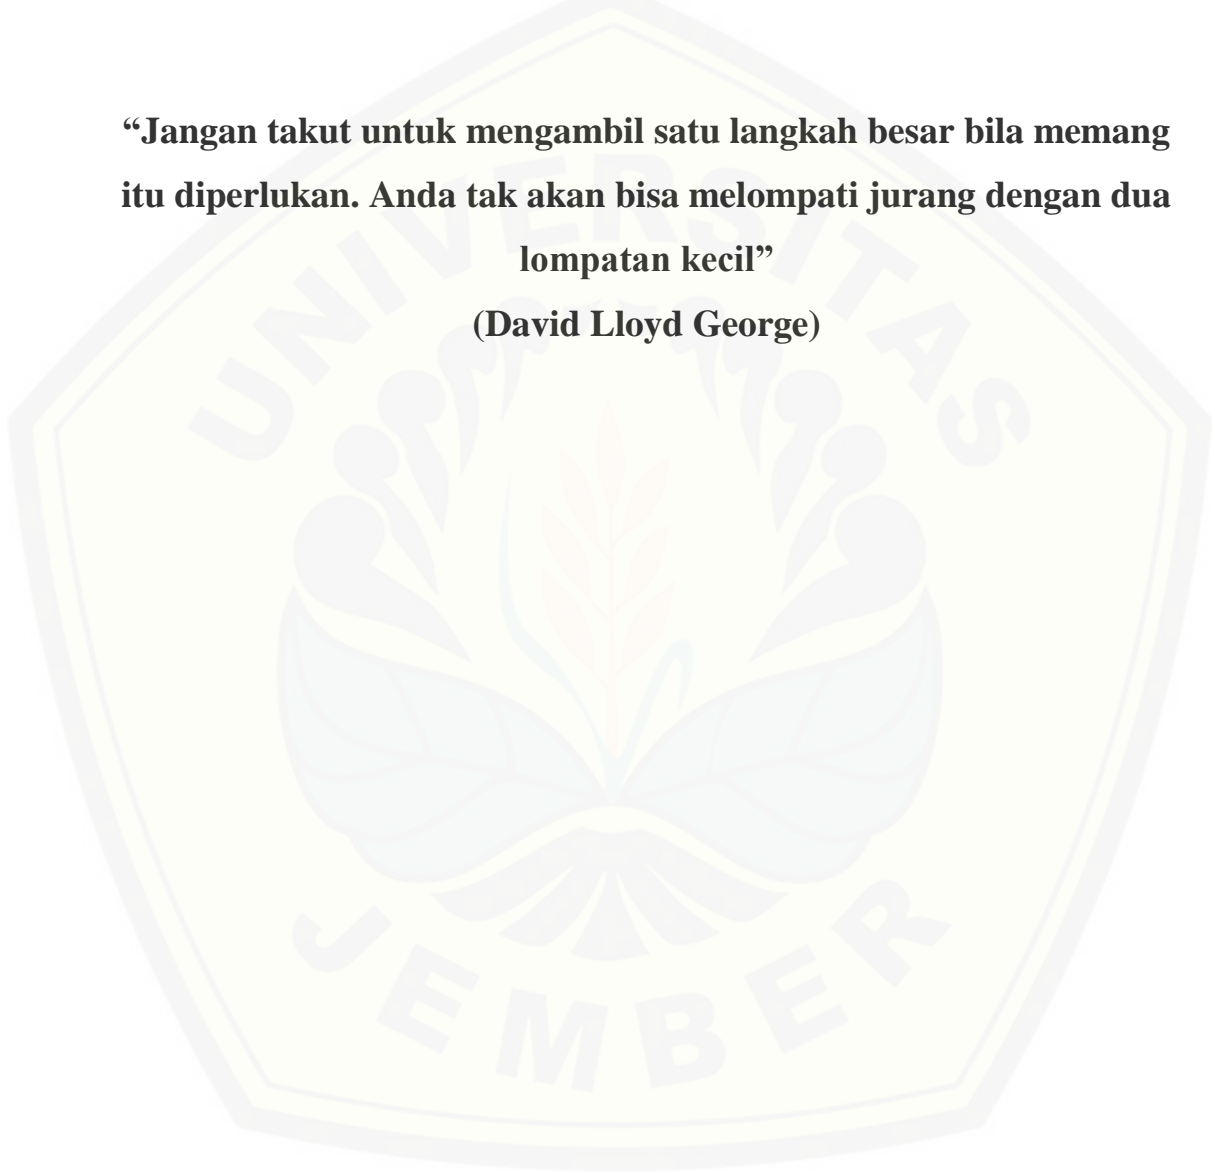 “Jangan takut untuk mengambil satu langkah besar bila memang
itu diperlukan. Anda tak akan bisa melompati jurang dengan dua
lompatan kecil”
(David Lloyd George)
UNIVERSITAS
JEMBER